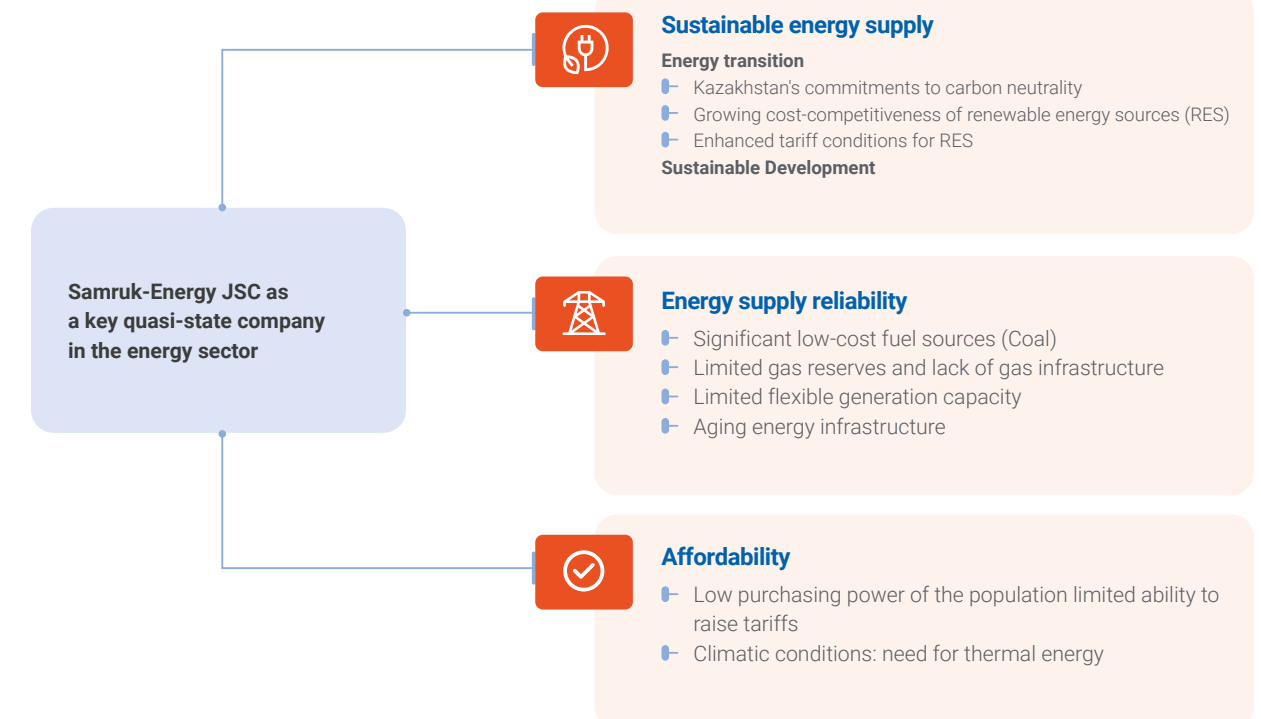 Sustainable energy supply
Energy transition
Kazakhstan's commitments to carbon neutrality
Growing cost-competitiveness of renewable energy sources (RES)
Enhanced tariff conditions for RES
Sustainable Development
Samruk-Energy JSC as
a key quasi-state company
in the energy sector
Energy supply reliability
Significant low-cost fuel sources (Coal)
Limited gas reserves and lack of gas infrastructure
Limited flexible generation capacity
Aging energy infrastructure
Affordability
Low purchasing power of the population limited ability to
raise tariffs
Climatic conditions: need for thermal energy